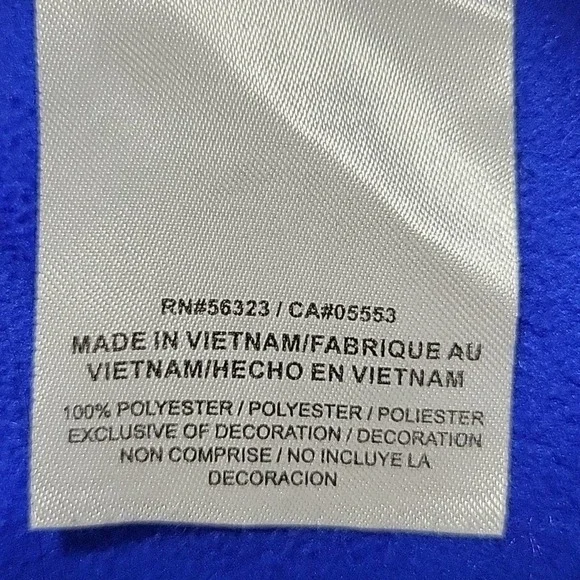 RN#56323 / CA#05553
MADE IN VIETNAM/FABRIQUE AU
VIETNAM/HECHO EN VIETNAM
100% POLYESTER / POLYESTER / POLIESTER
EXCLUSIVE OF DECORATION / DECORATION
NON COMPRISE / NO INCLUYE LA
DECORACION